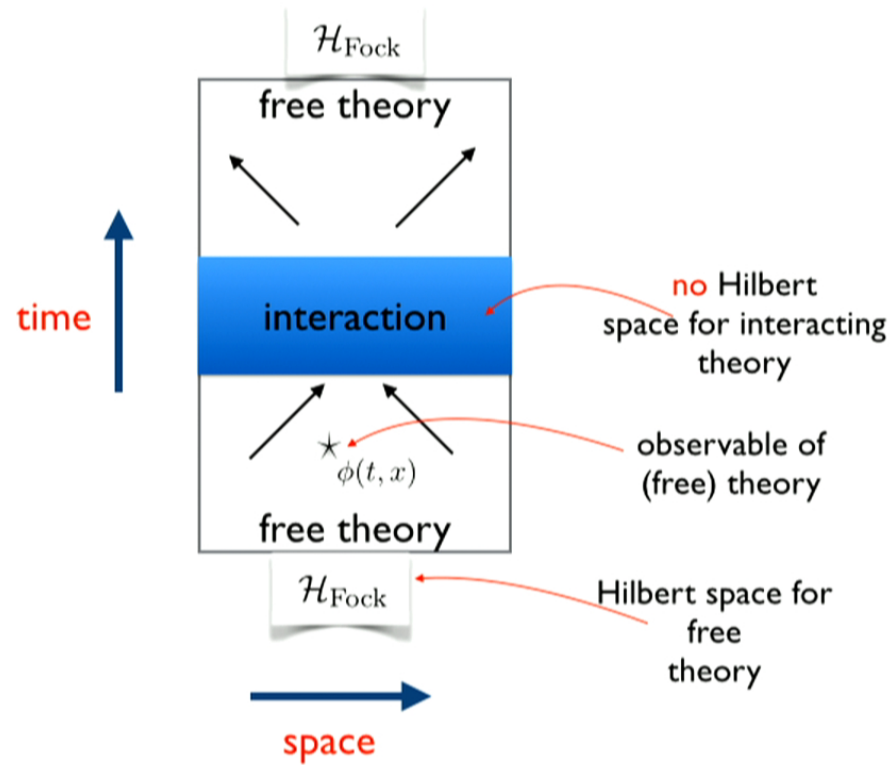 ℋFock
free theory
time
interaction
no Hilbert
space for interacting
theory
⋆
ϕ(t, x)
observable of
(free) theory
free theory
ℋFock
Hilbert space for
free
theory
space